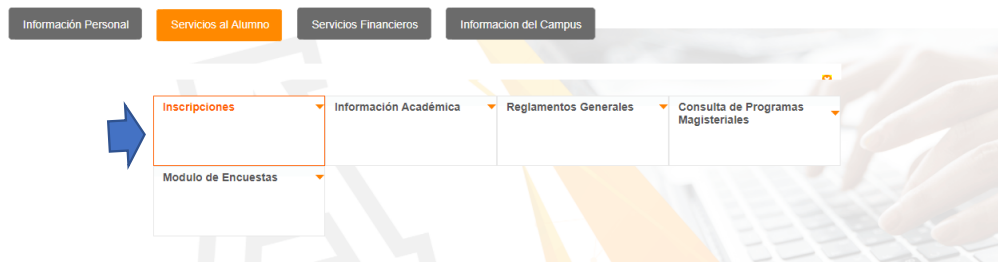 Información Personal
Servicios al Alumno
Servicios Financieros
Informacion del Campus
Inscripciones
Información Académica
Reglamentos Generales
Consulta de Programas
Magisteriales
Modulo de Encuestas